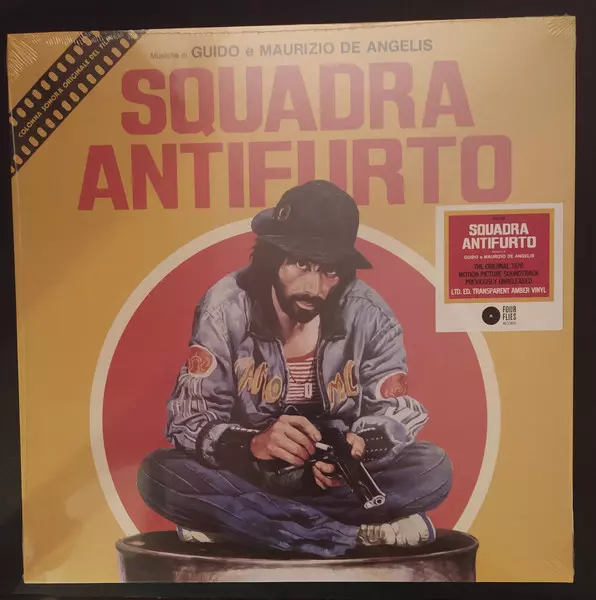 COLONNA SONORA ORIGINALE DEL FILM
Musiche di GUIDO e MAURIZIO DE ANGELIS
SQUADRA
ANTIFURTO
SQUADRA
ANTIFURTO
GUIDO e MAURIZIO DE ANGELIS
THE ORIGINAL 1976
MOTION PICTURE SOUNDTRACK
PREVIOUSLY UNRELEASED
LTD. ED. TRANSPARENT AMBER VINYL
FOUR
FLIES
RECORDS